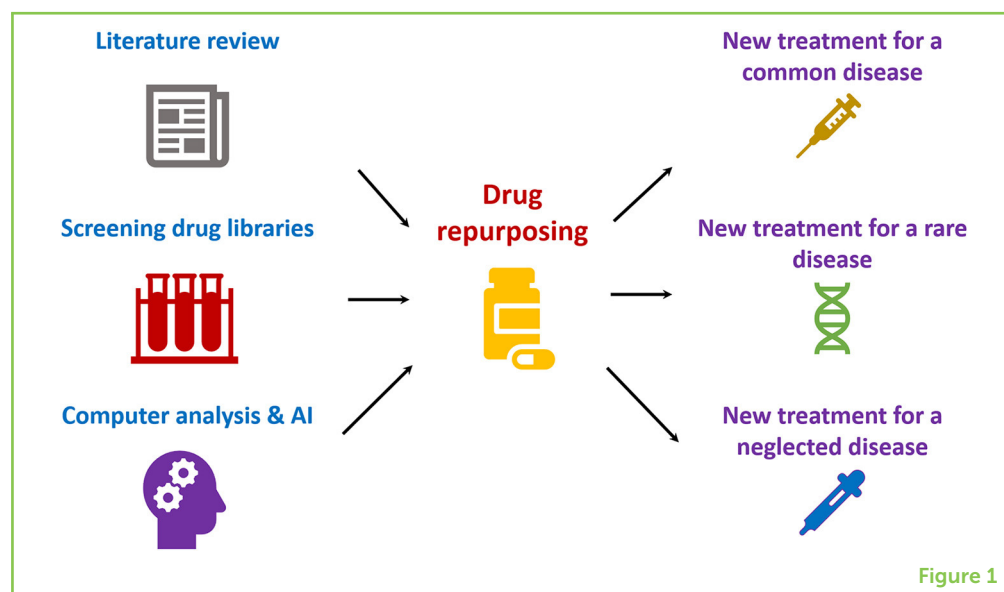 Literature review
Screening drug libraries
Computer analysis & AI
Drug
repurposing
New treatment for a
common disease
New treatment for a rare
disease
New treatment for a
neglected disease
Figure 1